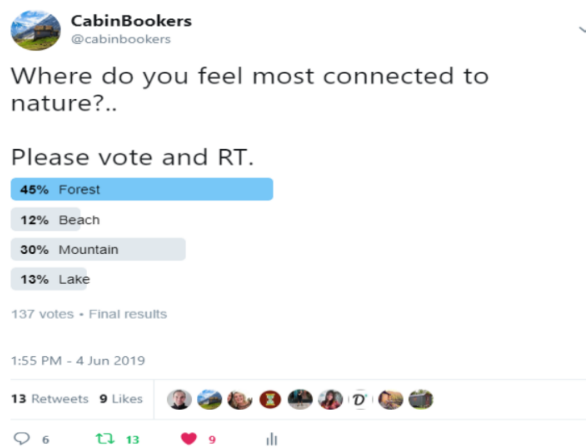 CabinBookers
@cabinbookers
Where do you feel most connected to
nature?..
Please vote and RT.
45% Forest
12% Beach
30% Mountain
13% Lake
137 votes • Final results
1:55 PM - 4 Jun 2019
13 Retweets 9 Likes
D
6 13 9